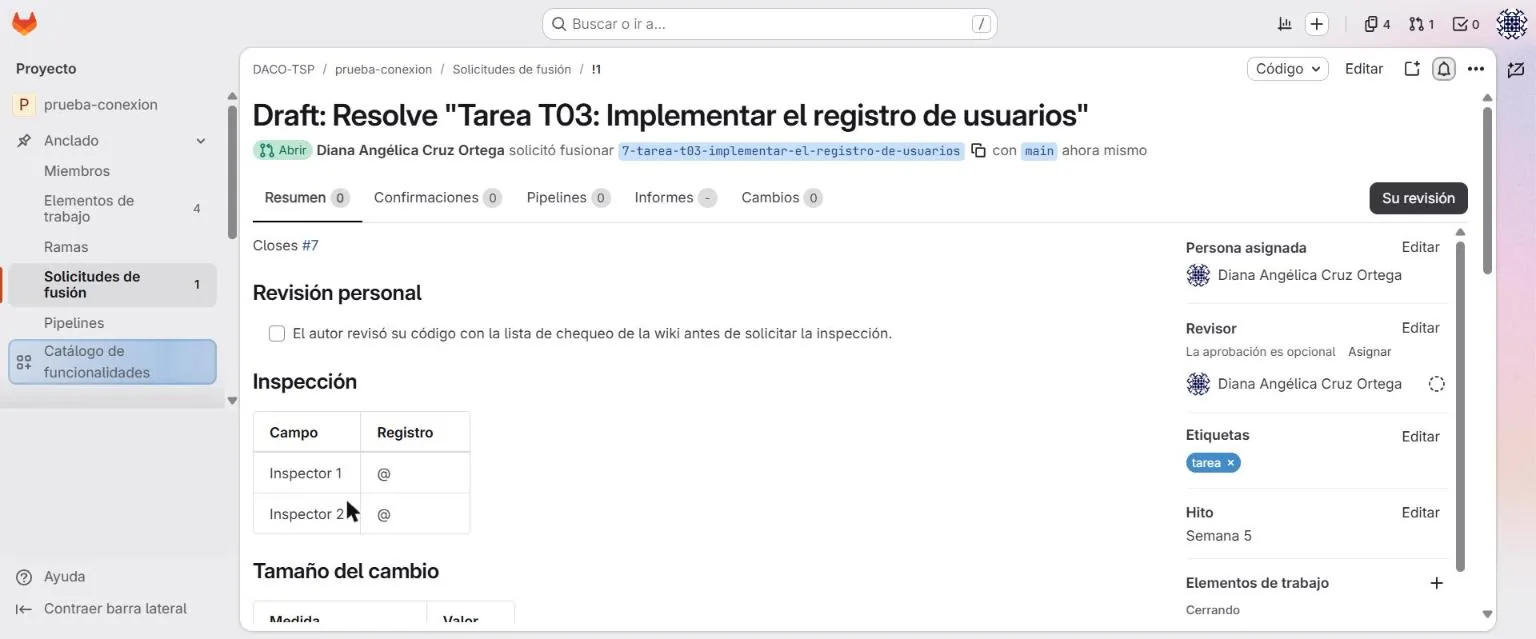 Buscar o ir a...
/
4
1
0
Proyecto
P prueba-conexion
Anclado
Miembros
Elementos de
trabajo
4
Ramas
Solicitudes de
fusión
1
Pipelines
Catálogo de
funcionalidades
Ayuda
Contraer barra lateral
DACO-TSP / prueba-conexion / Solicitudes de fusión / !1
Código
Editar
Draft: Resolve "Tarea T03: Implementar el registro de usuarios"
Abrir Diana Angélica Cruz Ortega solicitó fusionar 7-tarea-t03-implementar-el-registro-de-usuarios con main ahora mismo
Resumen 0 Confirmaciones 0 Pipelines 0 Informes - Cambios 0
Su revisión
Closes #7
Revisión personal
El autor revisó su código con la lista de chequeo de la wiki antes de solicitar la inspección.
Inspección
Campo Registro
Inspector 1 @
Inspector 2 @
Tamaño del cambio
Medida Valor
Persona asignada Editar
Diana Angélica Cruz Ortega
Revisor Editar
La aprobación es opcional Asignar
Diana Angélica Cruz Ortega
Etiquetas Editar
tarea ×
Hito Editar
Semana 5
Elementos de trabajo +
Cerrando